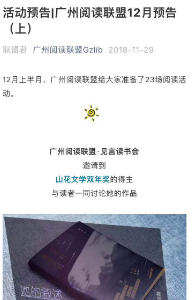 活动预告|广州阅读联盟12月预告
（上）
联盟君 广州阅读联盟Gzlib 2018-11-29
12月上半月，广州阅读联盟给大家准备了23场阅读活
动。
广州阅读联盟·见言读书会
邀请到
山花文学双年奖的得主
与读者一同讨论她的作品